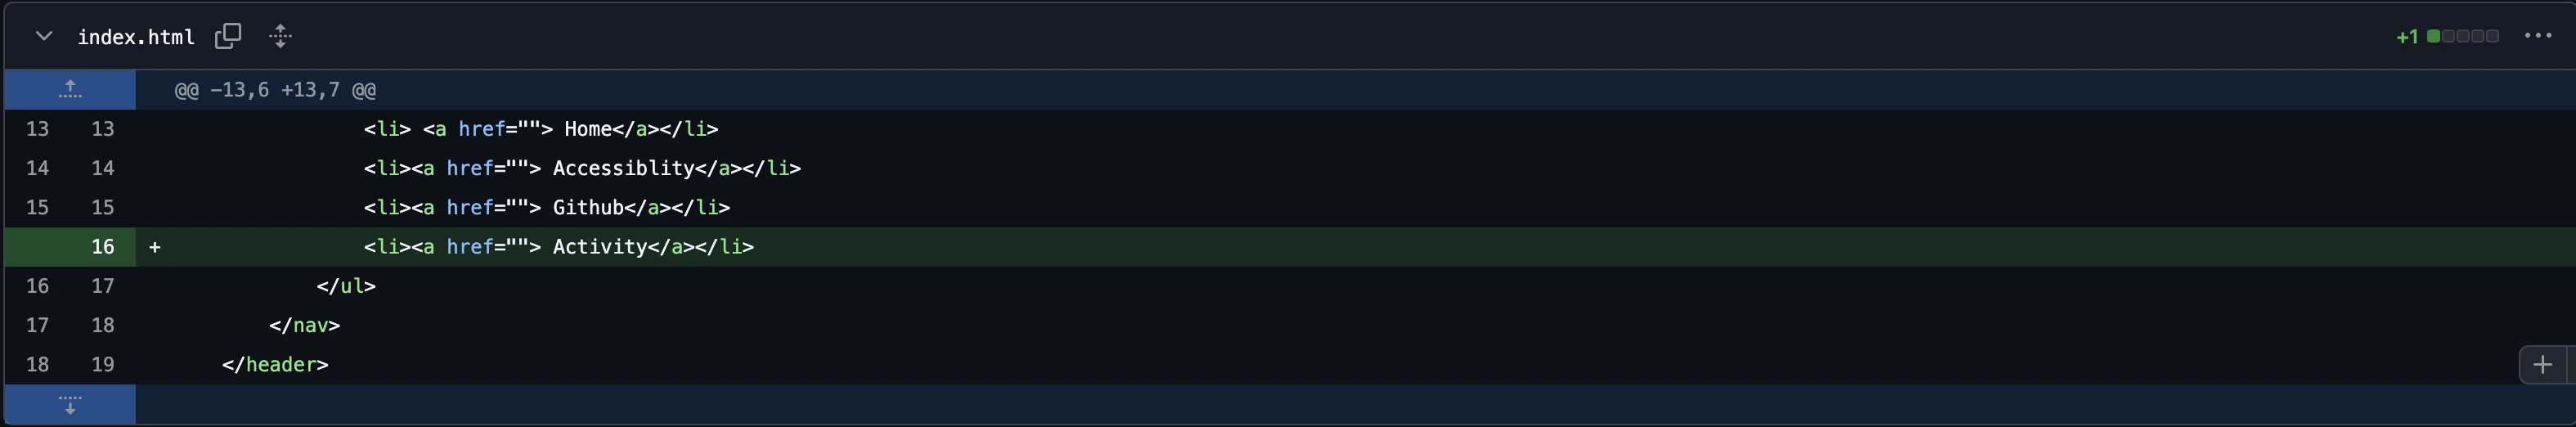 index.html +1
@@ -13,6 +13,7 @@
13 13 <li> <a href=""> Home</a></li>
14 14 <li><a href=""> Accessiblity</a></li>
15 15 <li><a href=""> Github</a></li>
16 + <li><a href=""> Activity</a></li>
16 17 </ul>
17 18 </nav>
18 19 </header>